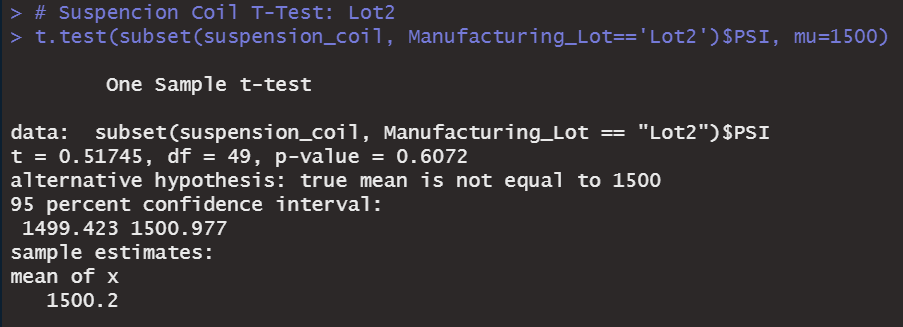 > # Suspencion Coil T-Test: Lot2
> t.test(subset(suspension_coil, Manufacturing_Lot=='Lot2')$PSI, mu=1500)
One Sample t-test
data:  subset(suspension_coil, Manufacturing_Lot == "Lot2")$PSI
t = 0.51745, df = 49, p-value = 0.6072
alternative hypothesis: true mean is not equal to 1500
95 percent confidence interval:
1499.423 1500.977
sample estimates:
mean of x
1500.2